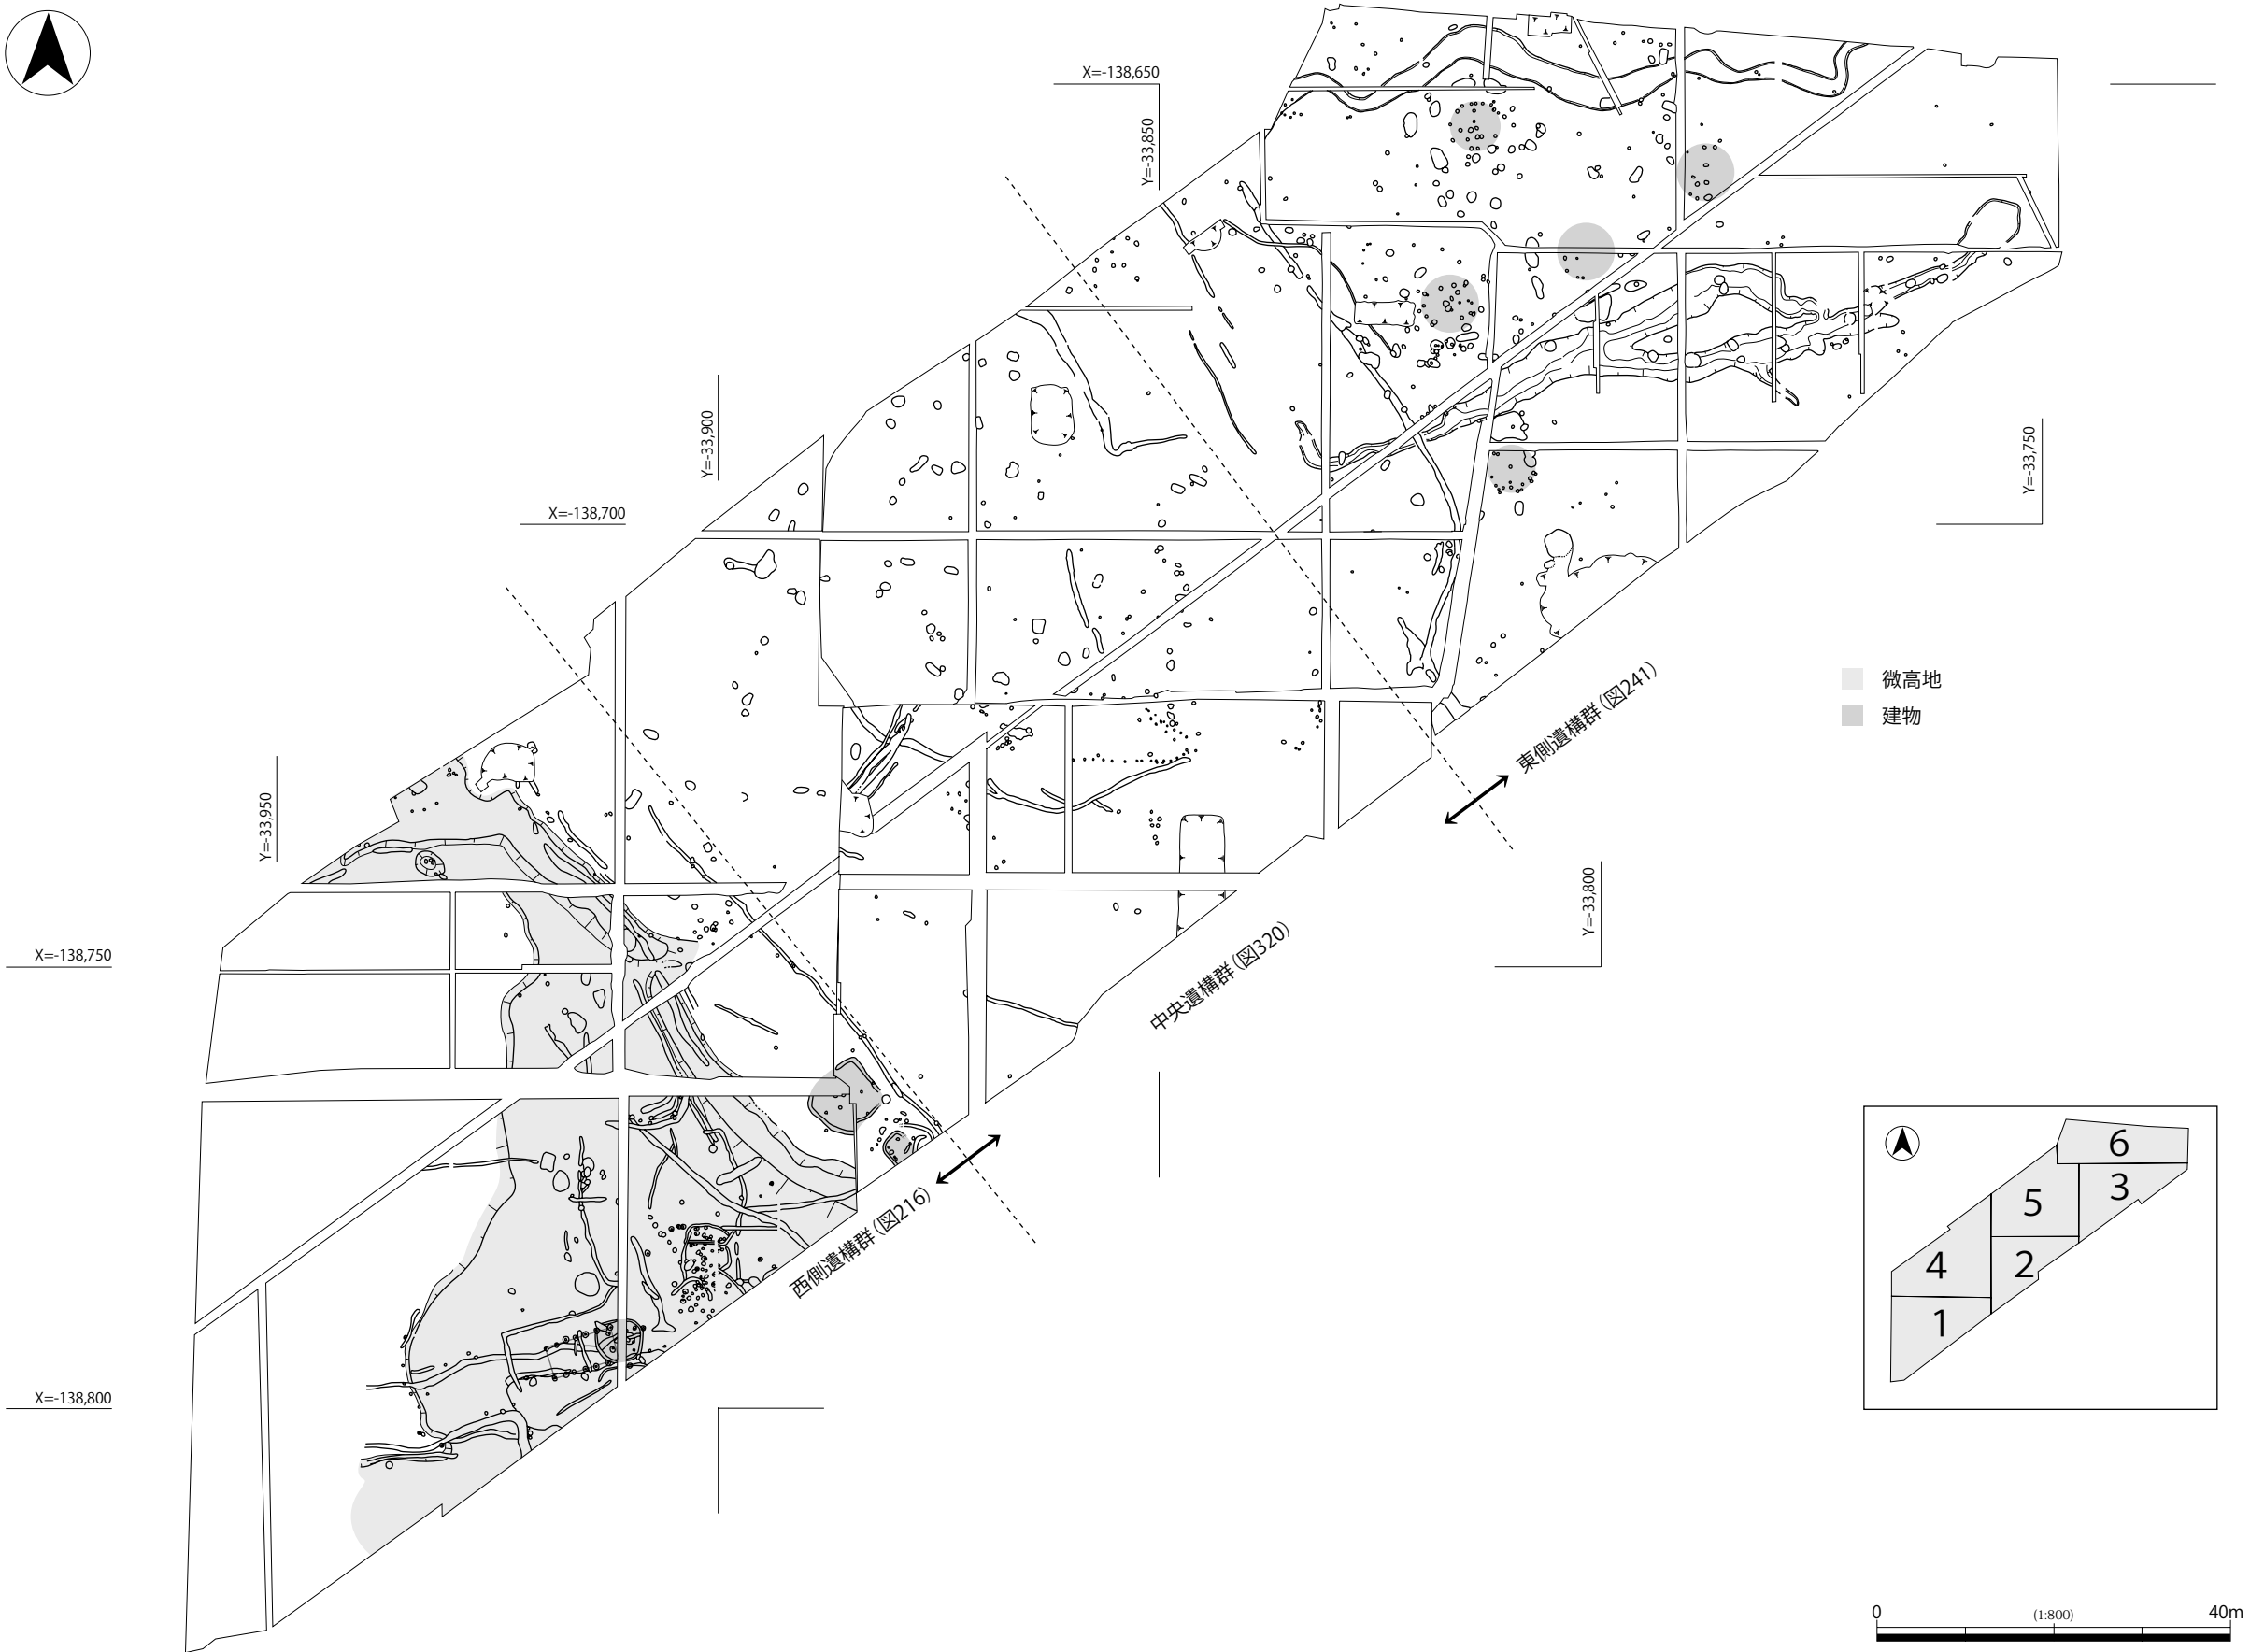 X=-138,650
Y=-33,850
Y=-33,900
X=-138,700
Y=-33,750
微高地
建物
東側遺構群(図241)
Y=-33,950
Y=-33,800
X=-138,750
中央遺構群(図320)
西側遺構群(図216)
6
5
3
4
2
1
X=-138,800
0
(1:800)
40m